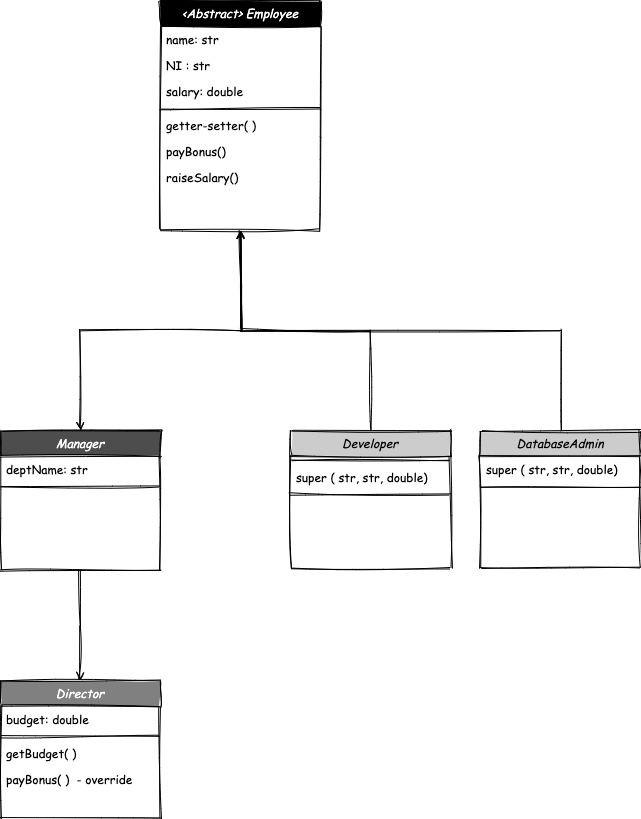 <Abstract> Employee
name: str
NI : str
salary: double
getter-setter( )
payBonus()
raiseSalary()
Manager
deptName: str
Developer
super ( str, str, double)
DatabaseAdmin
super ( str, str, double)
Director
budget: double
getBudget( )
payBonus( )  - override